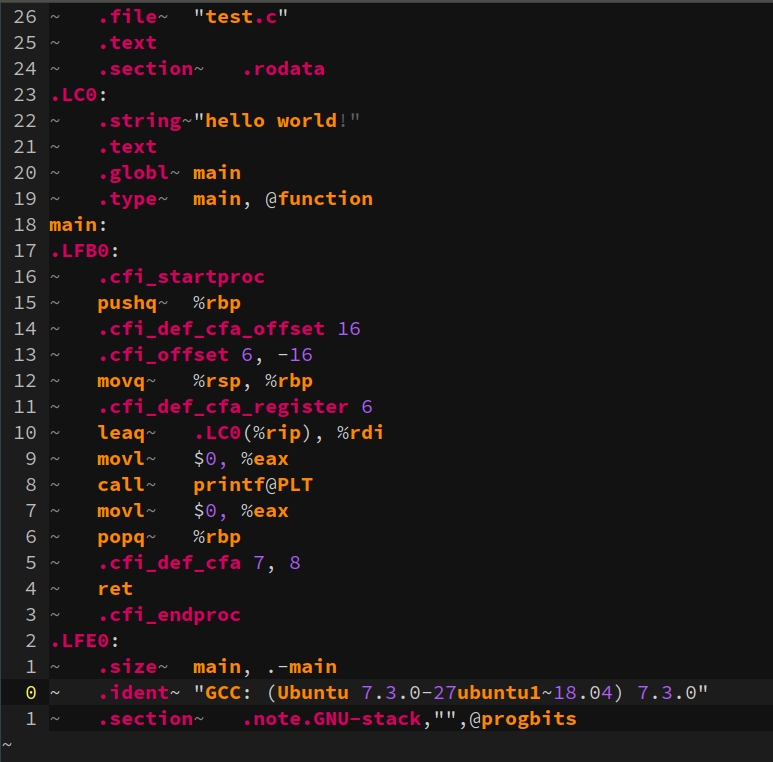 26 ~   .file~  "test.c"
25 ~   .text
24 ~   .section~   .rodata
23 .LC0:
22 ~   .string~"hello world!"
21 ~   .text
20 ~   .globl~ main
19 ~   .type~  main, @function
18 main:
17 .LFB0:
16 ~   .cfi_startproc
15 ~   pushq~  %rbp
14 ~   .cfi_def_cfa_offset 16
13 ~   .cfi_offset 6, -16
12 ~   movq~   %rsp, %rbp
11 ~   .cfi_def_cfa_register 6
10 ~   leaq~   .LC0(%rip), %rdi
9 ~   movl~   $0, %eax
8 ~   call~   printf@PLT
7 ~   movl~   $0, %eax
6 ~   popq~   %rbp
5 ~   .cfi_def_cfa 7, 8
4 ~   ret
3 ~   .cfi_endproc
2 .LFE0:
1 ~   .size~  main, .-main
0 ~   .ident~ "GCC: (Ubuntu 7.3.0-27ubuntu1~18.04) 7.3.0"
1 ~   .section~   .note.GNU-stack,"",@progbits
~